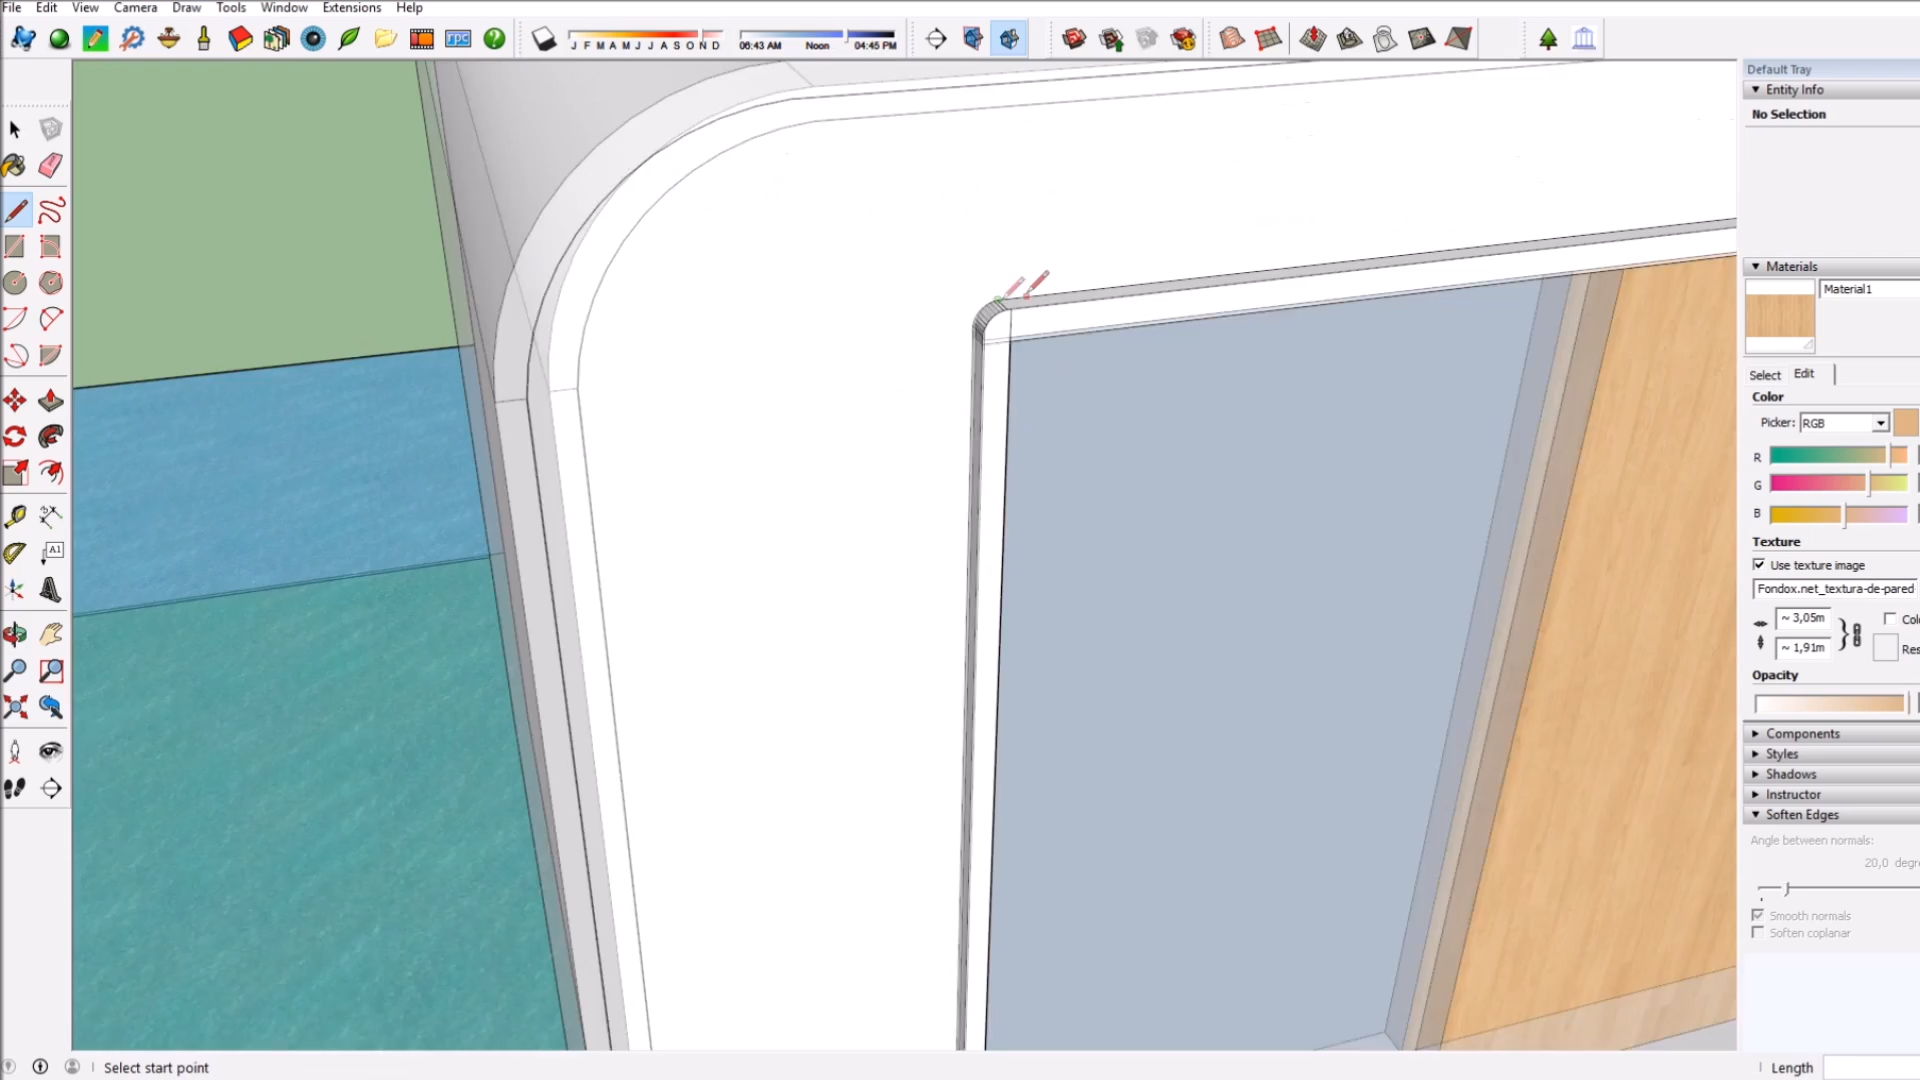 File Edit View Camera Draw Tools Window Extensions Help
J F M A M J J A S O N D
06:43 AM Noon 04:45 PM
rpc
Default Tray
Entity Info
No Selection
Materials
Material1
Select Edit
Color
Picker: RGB
R
G
B
Texture
Use texture image
Fondox.net_textura-de-pared
~ 3,05m
~ 1,91m
Opacity
Components
Styles
Shadows
Instructor
Soften Edges
Angle between normals:
20,0
Smooth normals
Soften coplanar
A1
Select start point
Length